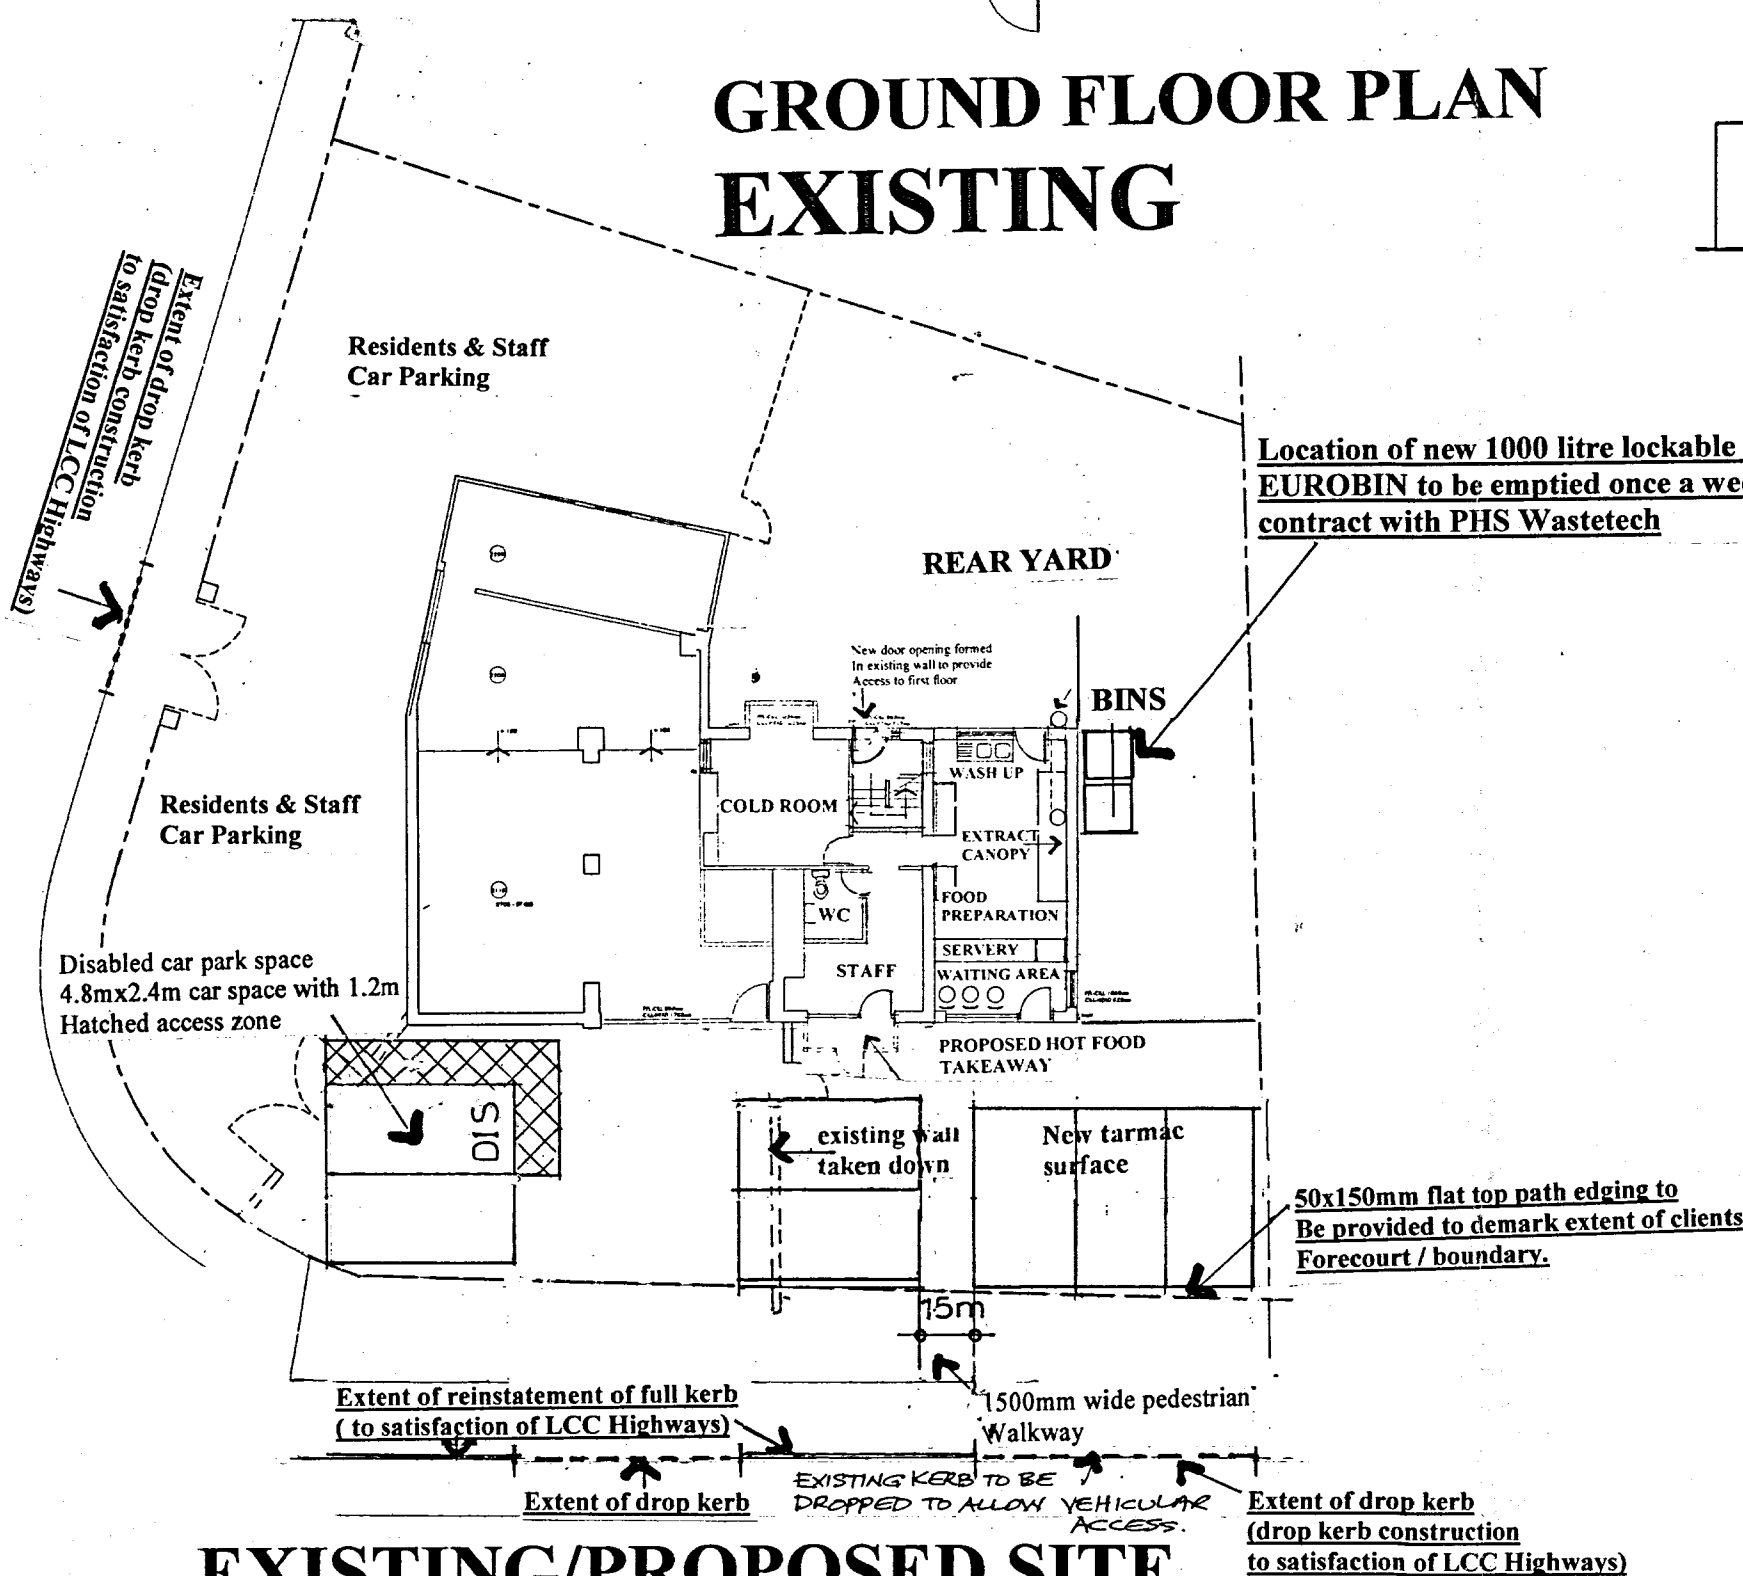 GROUND FLOOR PLAN
EXISTING
Extent of drop kerb
(drop kerb construction
to satisfaction of LCC Highways)
Residents & Staff
Car Parking
Location of new 1000 litre lockable
EUROBIN to be emptied once a
contract with PHS Wastetech
REAR YARD
New door opening formed
In existing wall to provide
Access to first floor
BINS
WASH UP
COLD ROOM
Residents & Staff
Car Parking
EXTRACT
CANOPY
FOOD
PREPARATION
WC
SERVERY
STAFF
WAITING AREA
Disabled car park space
4.8mx2.4m car space with 1.2m
Hatched access zone
PROPOSED HOT FOOD
TAKEAWAY
DIS
existing wall
taken down
New tarmac
surface
50x150mm flat top path edging to
Be provided to demark extent of clients
Forecourt / boundary.
15m
Extent of reinstatement of full kerb
( to satisfaction of LCC Highways)
1500mm wide pedestrian
Walkway
EXISTING KERB TO BE
DROPPED TO ALLOW VEHICULAR
ACCESS.
Extent of drop kerb
Extent of drop kerb
(drop kerb construction
to satisfaction of LCC Highways)
EXISTING/PROPOSED SITE